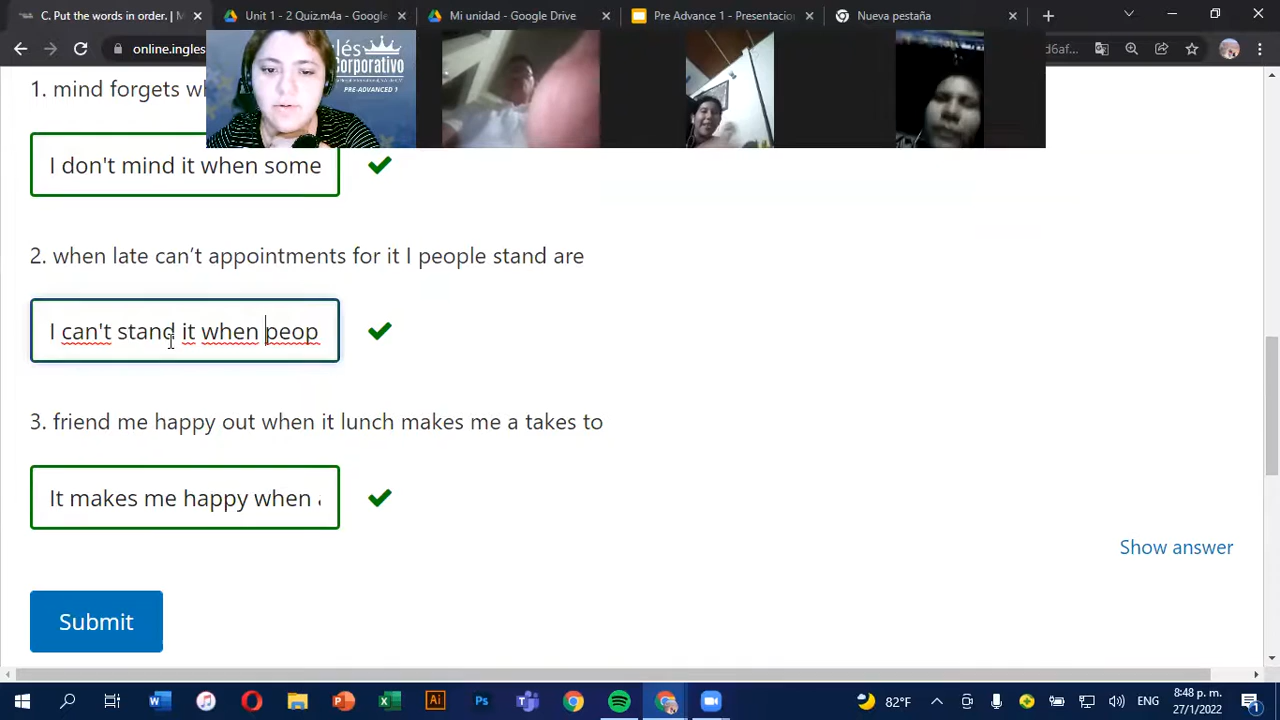 Unit 1 - 2 Quiz.m4a - Google
Mi unidad - Google Drive
Pre Advance 1 - Presentacio
Nueva pestaña
online.ingles
d6af...
lés
orporativo
PRE-ADVANCED 1
C. Put the words in order. [
1. mind forgets wh
I don't mind it when some
2. when late can't appointments for it I people stand are
I can't stand it when peop
3. friend me happy out when it lunch makes me a takes to
It makes me happy when a
Show answer
Submit
82°F
ENG
8:48 p. m.
27/1/2022